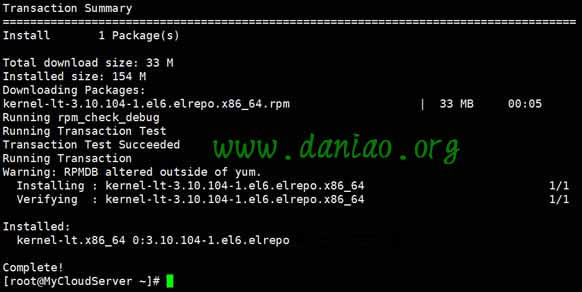 Transaction Summary
================================================================================
Install       1 Package(s)
Total download size: 33 M
Installed size: 154 M
Downloading Packages:
kernel-lt-3.10.104-1.el6.elrepo.x86_64.rpm                 |  33 MB     00:05
Running rpm_check_debug
Running Transaction Test
Transaction Test Succeeded
Running Transaction
Warning: RPMDB altered outside of yum.
  Installing : kernel-lt-3.10.104-1.el6.elrepo.x86_64                          1/1
  Verifying  : kernel-lt-3.10.104-1.el6.elrepo.x86_64                          1/1
www.daniao.org
Installed:
  kernel-lt.x86_64 0:3.10.104-1.el6.elrepo
Complete!
[root@MyCloudServer ~]#